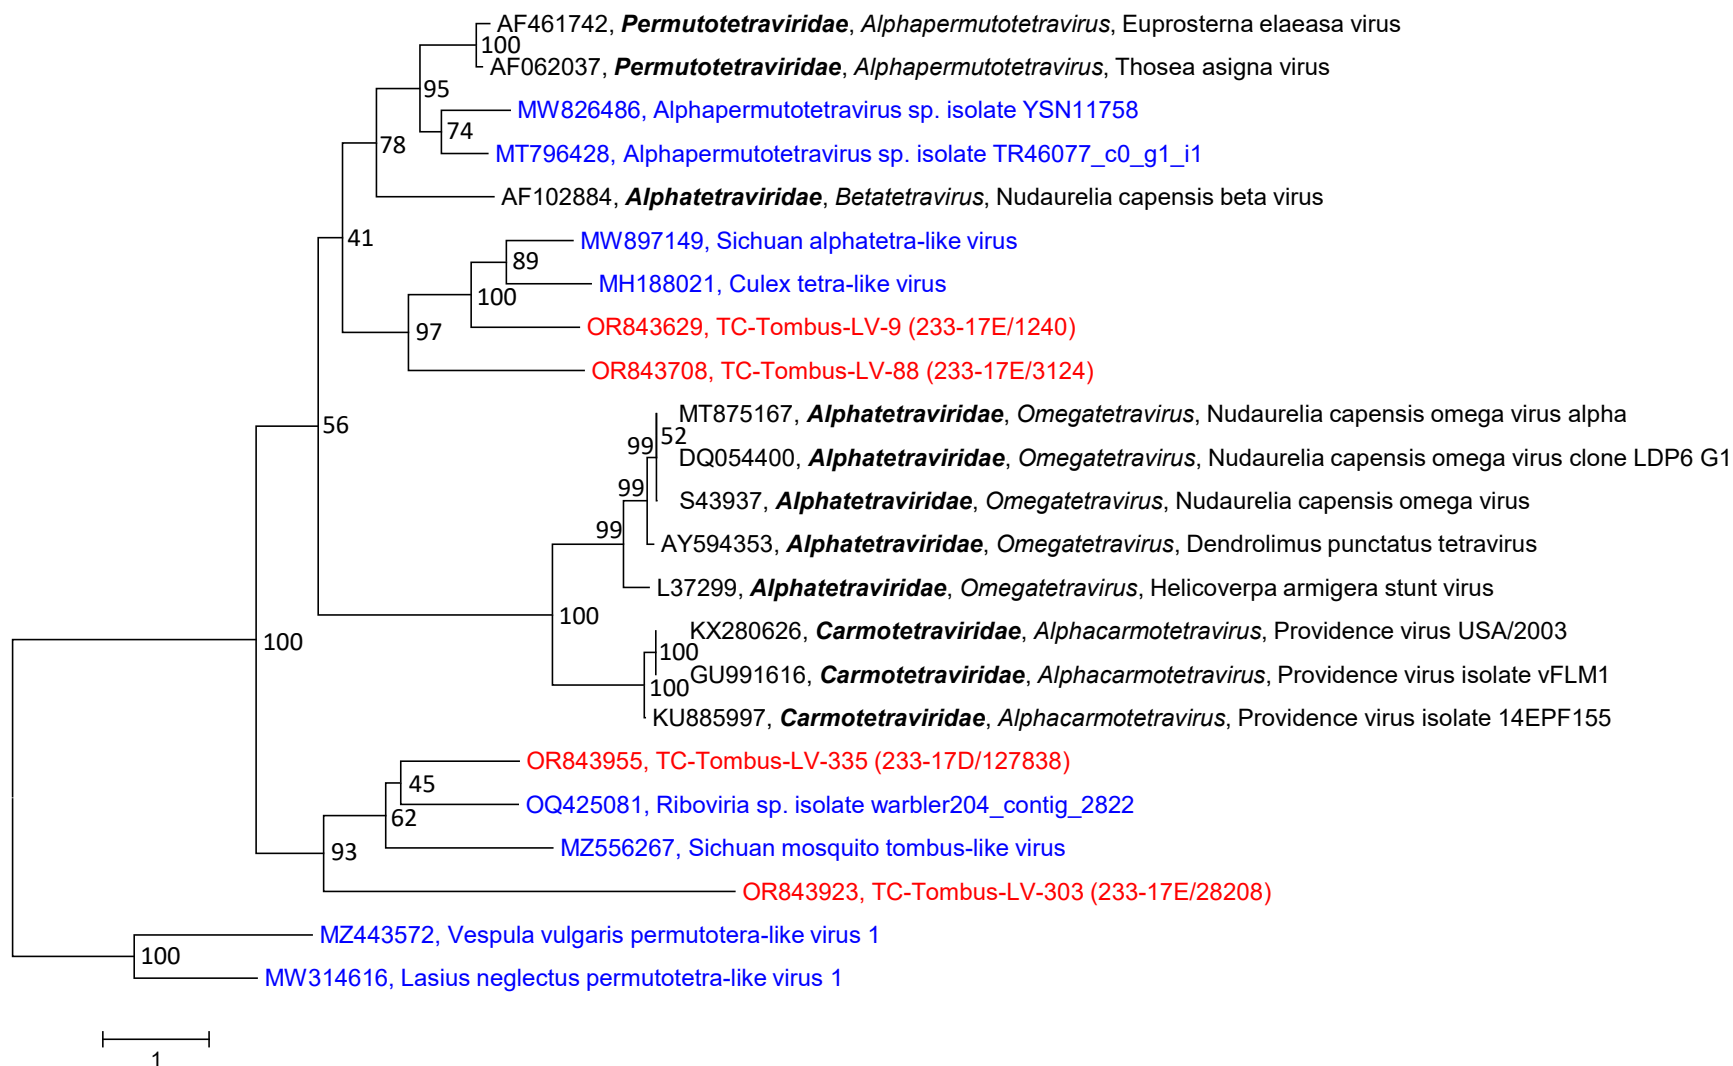 AF461742, Permutotetraviridae, Alphapermutotetravirus, Euprosterna elaeasa virus
100
AF062037, Permutotetraviridae, Alphapermutotetravirus, Thosea asigna virus
95
MW826486, Alphapermutotetravirus sp. isolate YSN11758
74
78
MT796428, Alphapermutotetravirus sp. isolate TR46077_c0_g1_i1
AF102884, Alphatetraviridae, Betatetravirus, Nudaurelia capensis beta virus
41
MW897149, Sichuan alphatetra-like virus
89
MH188021, Culex tetra-like virus
100
OR843629, TC-Tombus-LV-9 (233-17E/1240)
97
OR843708, TC-Tombus-LV-88 (233-17E/3124)
MT875167, Alphatetraviridae, Omegatetravirus, Nudaurelia capensis omega virus alpha
56
52
99
DQ054400, Alphatetraviridae, Omegatetravirus, Nudaurelia capensis omega virus clone LDP6 G1
99
S43937, Alphatetraviridae, Omegatetravirus, Nudaurelia capensis omega virus
99
AY594353, Alphatetraviridae, Omegatetravirus, Dendrolimus punctatus tetravirus
L37299, Alphatetraviridae, Omegatetravirus, Helicoverpa armigera stunt virus
100
KX280626, Carmotetraviridae, Alphacarmotetravirus, Providence virus USA/2003
100
100
GU991616, Carmotetraviridae, Alphacarmotetravirus, Providence virus isolate vFLM1
100
KU885997, Carmotetraviridae, Alphacarmotetravirus, Providence virus isolate 14EPF155
OR843955, TC-Tombus-LV-335 (233-17D/127838)
45
OQ425081, Riboviria sp. isolate warbler204_contig_2822
62
MZ556267, Sichuan mosquito tombus-like virus
93
OR843923, TC-Tombus-LV-303 (233-17E/28208)
MZ443572, Vespula vulgaris permutotera-like virus 1
100
MW314616, Lasius neglectus permutotetra-like virus 1
1